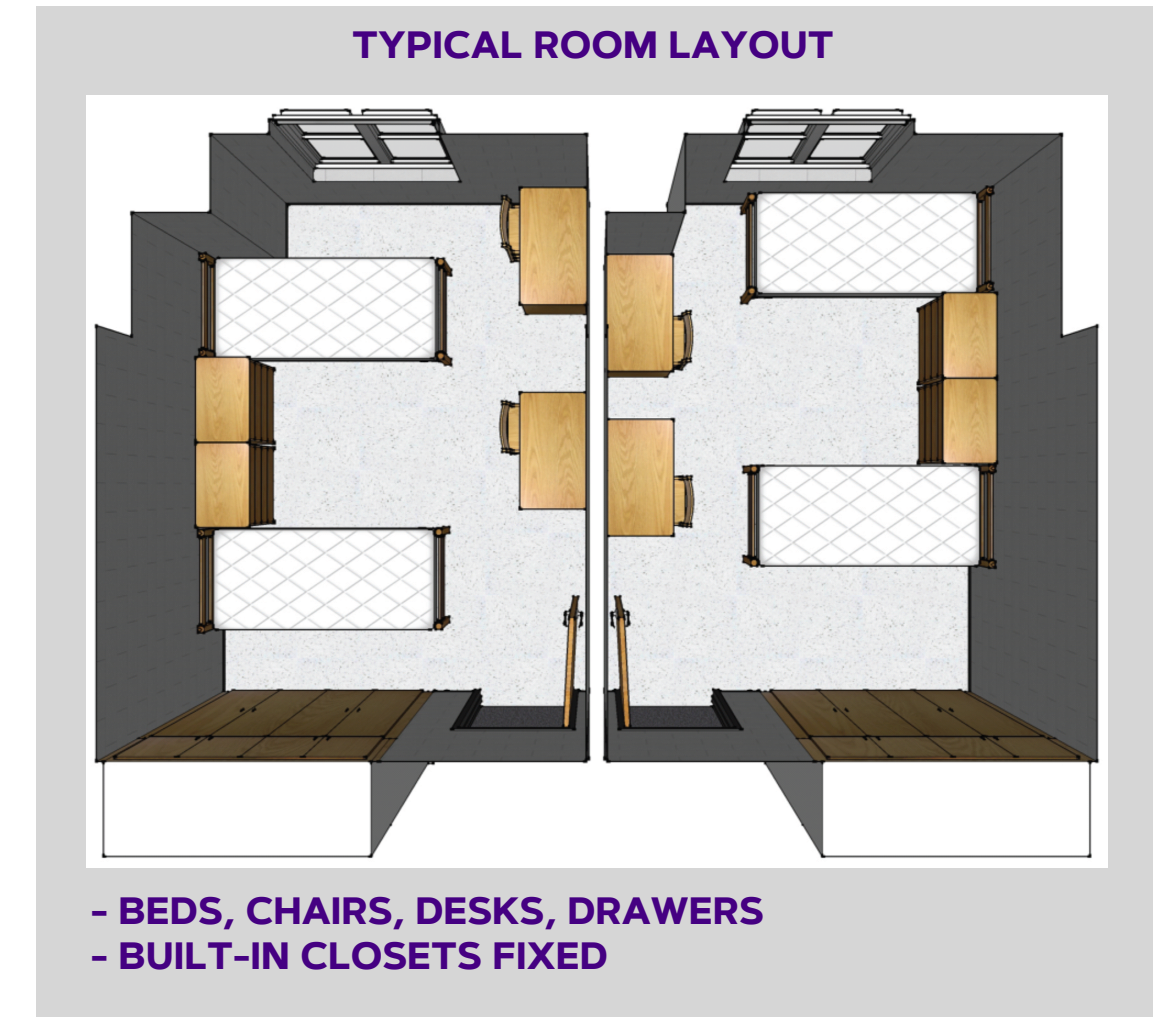 TYPICAL ROOM LAYOUT
- BEDS, CHAIRS, DESKS, DRAWERS
- BUILT-IN CLOSETS FIXED